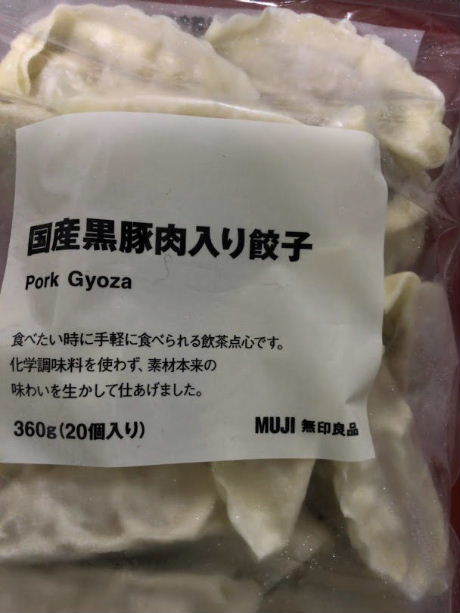 国産黒豚肉入り餃子
Pork Gyoza
食べたい時に手軽に食べられる飲茶点心です。
化学調味料を使わず、素材本来の
味わいを生かして仕あげました。
360g(20個入り)
MUJI 無印良品